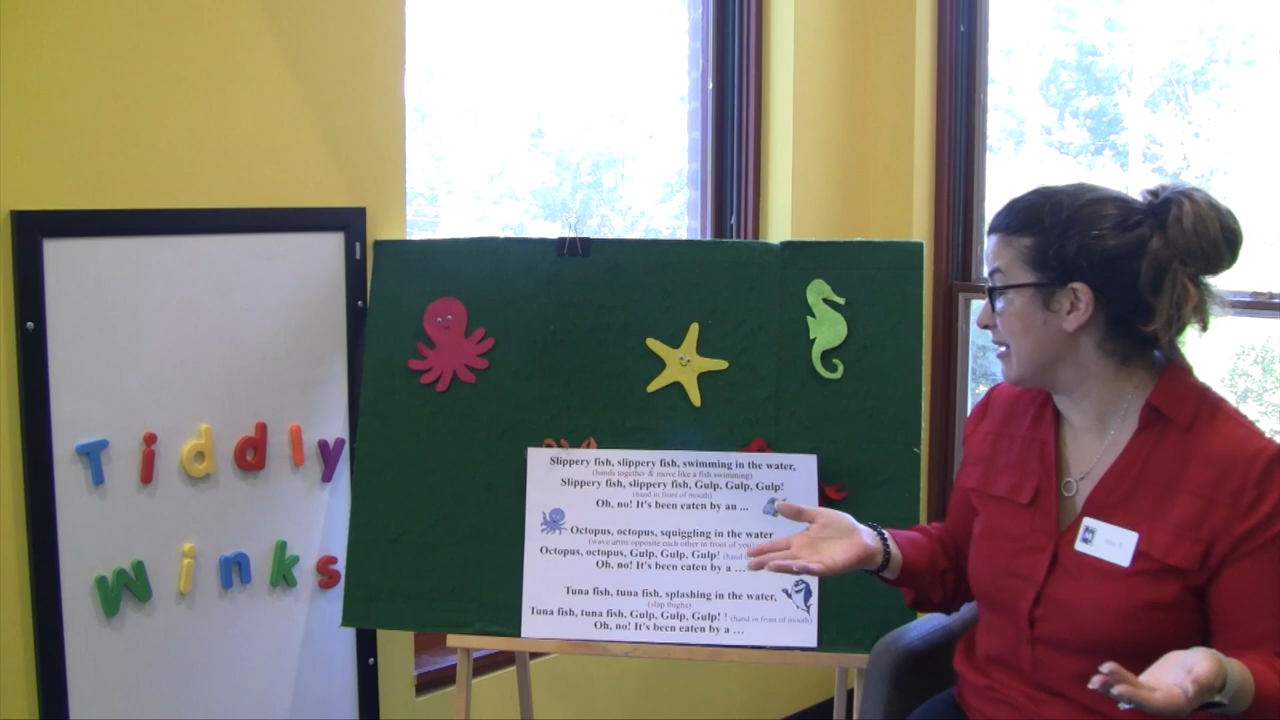 Tiddly
winks
Slippery fish, slippery fish, swimming in the water,
(hands together & move like a fish swimming)
Slippery fish, slippery fish, Gulp, Gulp, Gulp!
(hand in front of mouth)
Oh, no! It's been eaten by an ...
Octopus, octopus, squiggling in the water
(wave arms opposite each other in front of you)
Octopus, octopus, Gulp, Gulp, Gulp! (hand
Oh, no! It's been eaten by a ...
Tuna fish, tuna fish, splashing in the water,
(slap thighs)
Tuna fish, tuna fish, Gulp, Gulp, Gulp! ! (hand in front of mouth)
Oh, no! It's been eaten by a ...